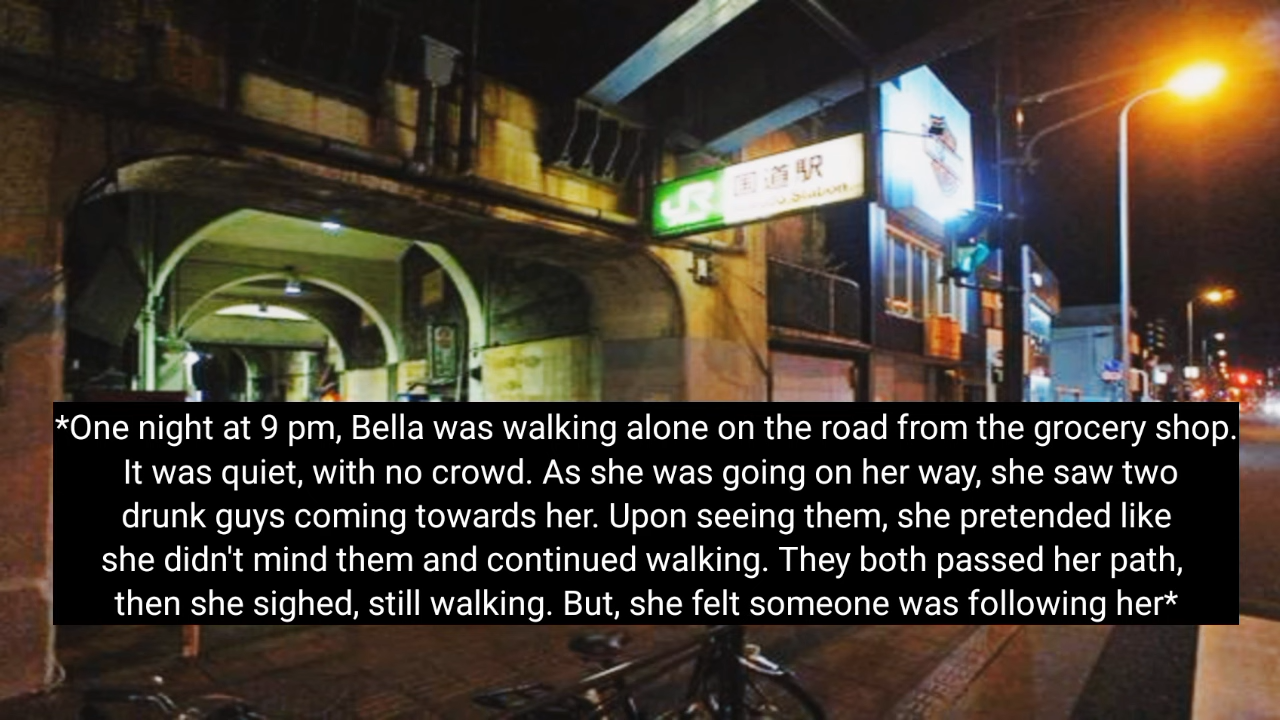 JR 国道駅
*One night at 9 pm, Bella was walking alone on the road from the grocery shop.
It was quiet, with no crowd. As she was going on her way, she saw two
drunk guys coming towards her. Upon seeing them, she pretended like
she didn't mind them and continued walking. They both passed her path,
then she sighed, still walking. But, she felt someone was following her*